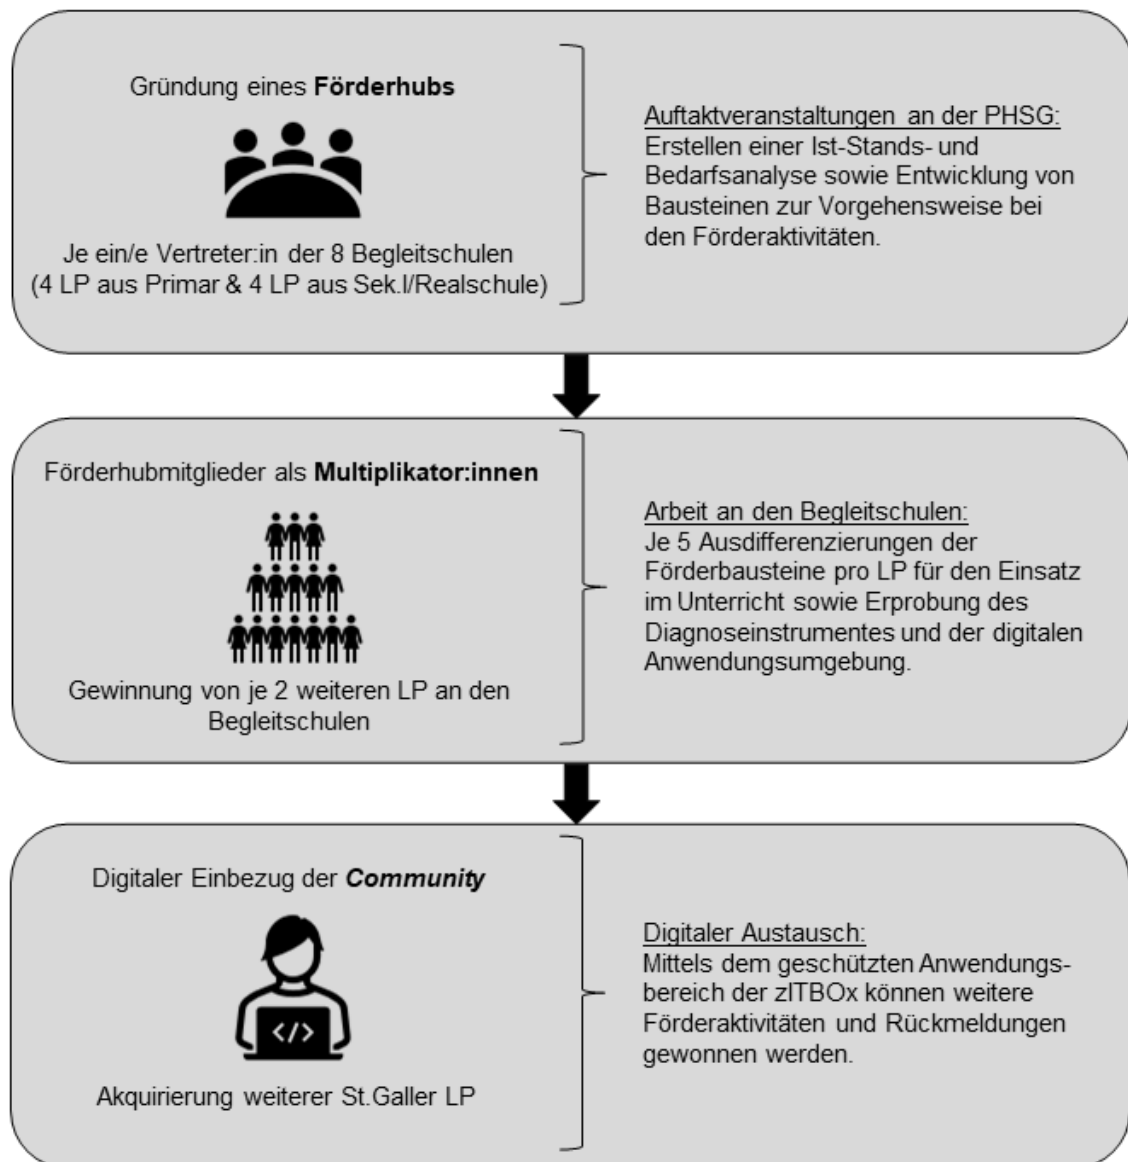 Gründung eines Förderhubs
Je ein/e Vertreter:in der 8 Begleitschulen
(4 LP aus Primar & 4 LP aus Sek.I/Realschule)
Auftaktveranstaltungen an der PHSG:
Erstellen einer Ist-Stands- und
Bedarfsanalyse sowie Entwicklung von
Bausteinen zur Vorgehensweise bei
den Förderaktivitäten.
Förderhubmitglieder als Multiplikator:innen
Gewinnung von je 2 weiteren LP an den
Begleitschulen
Arbeit an den Begleitschulen:
Je 5 Ausdifferenzierungen der
Förderbausteine pro LP für den Einsatz
im Unterricht sowie Erprobung des
Diagnoseinstrumentes und der digitalen
Anwendungsumgebung.
Digitaler Einbezug der Community
</>
Akquirierung weiterer St.Galler LP
Digitaler Austausch:
Mittels dem geschützten Anwendungs-
bereich der zITBOx können weitere
Förderaktivitäten und Rückmeldungen
gewonnen werden.